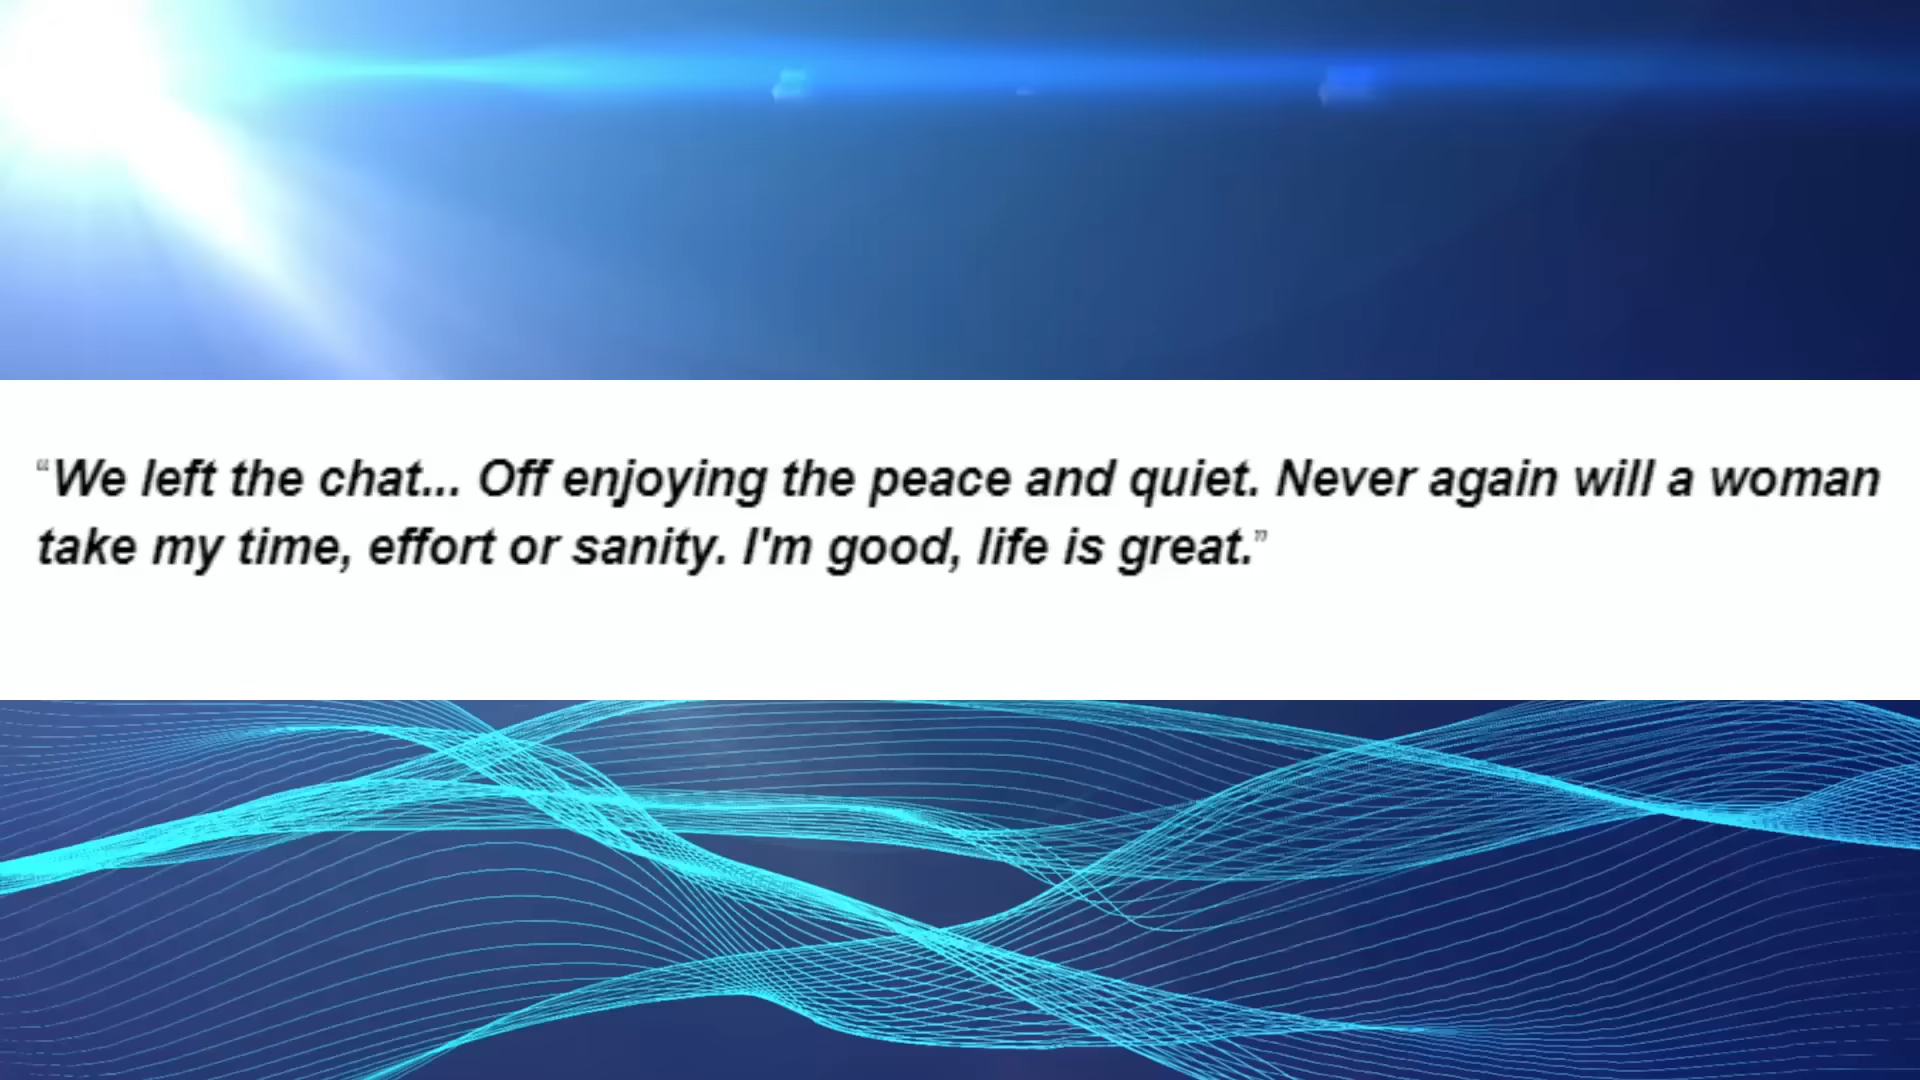 “We left the chat... Off enjoying the peace and quiet. Never again will a woman
take my time, effort or sanity. I'm good, life is great.”